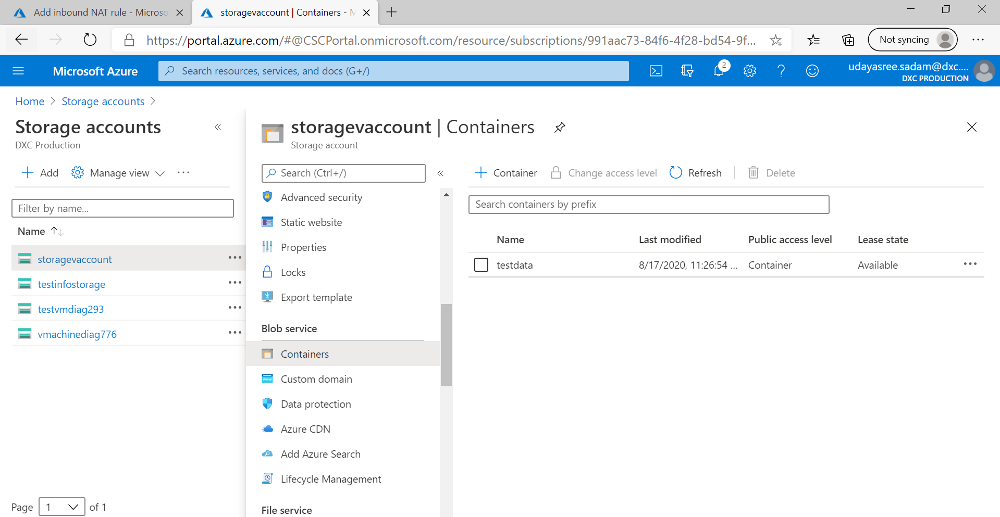 Add inbound NAT rule - Microso
storagevaccount | Containers - M
https://portal.azure.com/#@CSCPortal.onmicrosoft.com/resource/subscriptions/991aac73-84f6-4f28-bd54-9f...
Not syncing
Microsoft Azure
Search resources, services, and docs (G+/)
2
udayasree.sadam@dxc....
DXC PRODUCTION
Home > Storage accounts >
Storage accounts
DXC Production
Add
Manage view
Filter by name...
Name
storagevaccount
testinfostorage
testvmdiag293
vmachinediag776
Page 1 of 1
storagevaccount | Containers
Storage account
Search (Ctrl+/)
Advanced security
Static website
Properties
Locks
Export template
Blob service
Containers
Custom domain
Data protection
Azure CDN
Add Azure Search
Lifecycle Management
File service
Container
Change access level
Refresh
Delete
Search containers by prefix
Name Last modified Public access level Lease state
testdata 8/17/2020, 11:26:54 ... Container Available